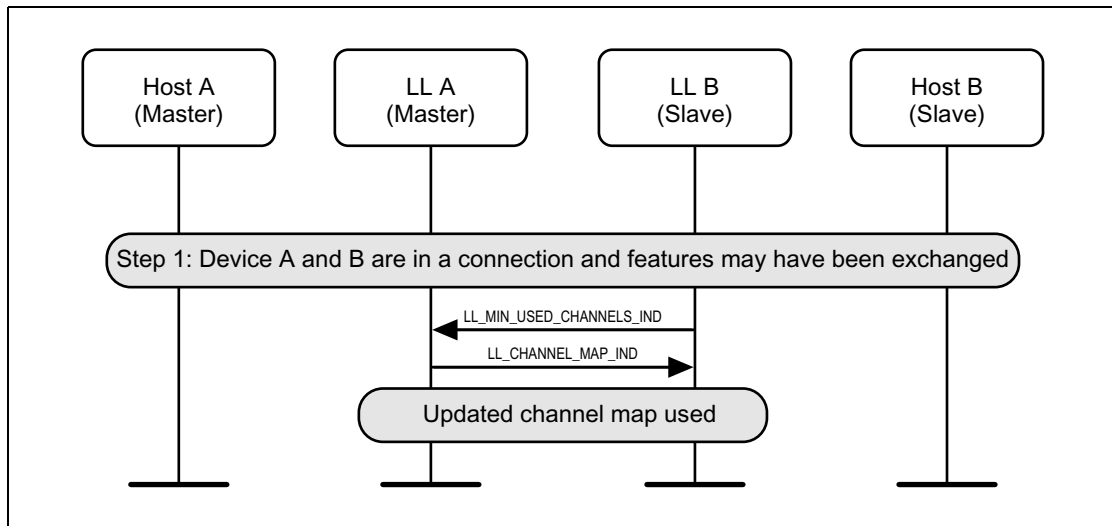 Host A
(Master)
LL A
(Master)
LL B
(Slave)
Host B
(Slave)
Step 1: Device A and B are in a connection and features may have been exchanged
LL_MIN_USED_CHANNELS_IND
LL_CHANNEL_MAP_IND
Updated channel map used